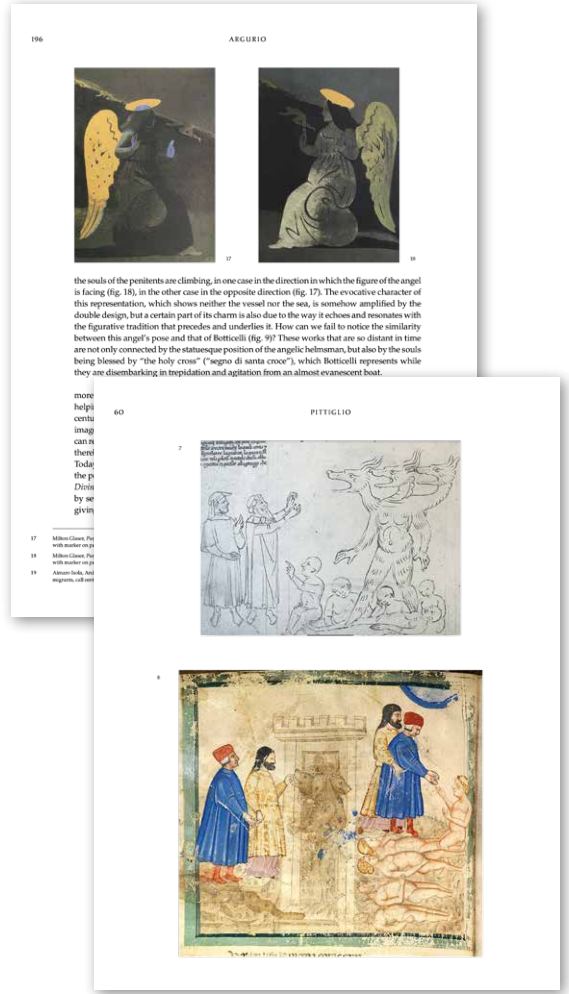 196
ARGURIO
17
18
the souls of the penitents are climbing, in one case in the direction in which the figure of the angel
is facing (fig. 18), in the other case in the opposite direction (fig. 17). The evocative character of
this representation, which shows neither the vessel nor the sea, is somehow amplified by the
double design, but a certain part of its charm is also due to the way it echoes and resonates with
the figurative tradition that precedes and underlies it. How can we fail to notice the similarity
between this angel's pose and that of Botticelli (fig. 9)? These works that are so distant in time
are not only connected by the statuesque position of the angelic helmsman, but also by the souls
being blessed by "the holy cross" ("segno di santa croce"), which Botticelli represents while
they are disembarking in trepidation and agitation from an almost evanescent boat.
more
helpi
centu
imag
can re
there
Today
the p
Divin
by se
givin
17 Milton Glaser, Pur
with marker on p
18 Milton Glaser, Pur
with marker on p
19
migrants,
60
PITTIGLIO
7
8